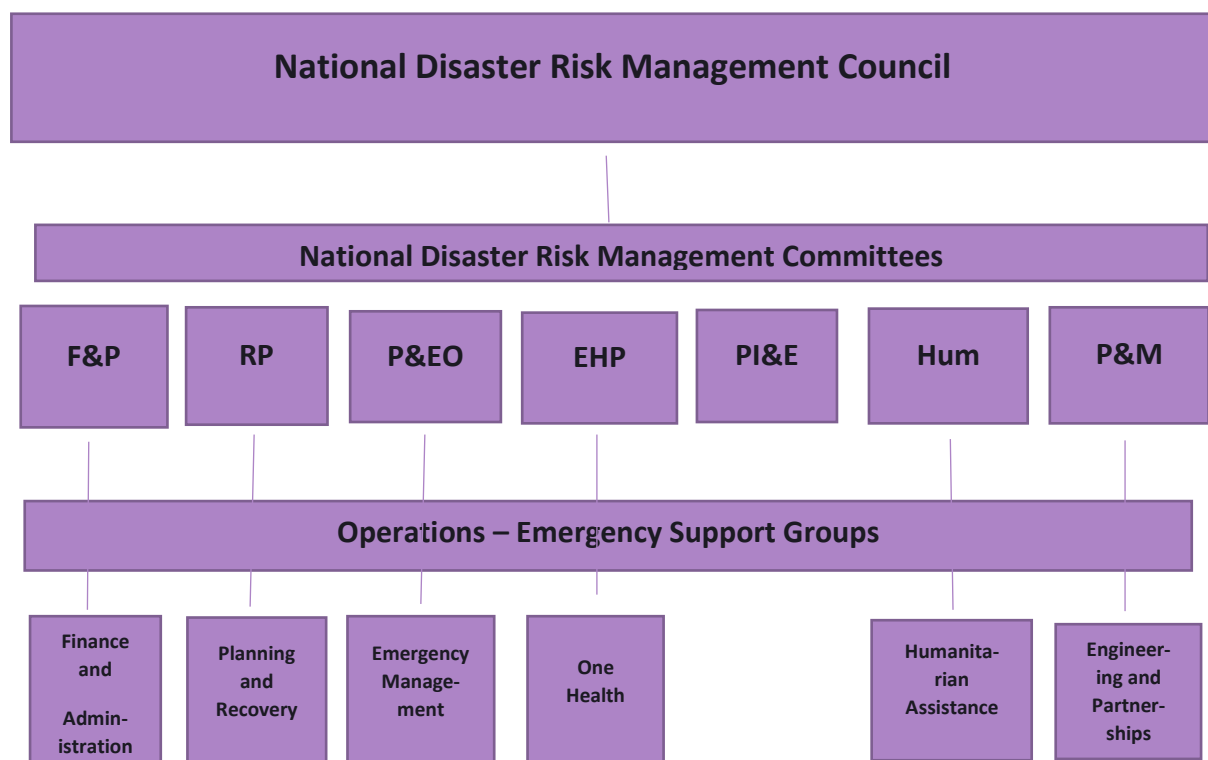 National Disaster Risk Management Council
National Disaster Risk Management Committees
F&P
RP
P&EO
EHP
PI&E
Hum
P&M
Operations – Emergency Support Groups
Finance
and
Admin-
istration
Planning
and
Recovery
Emergency
Manage-
ment
One
Health
Humanita-
rian
Assistance
Engineer-
ing and
Partner-
ships